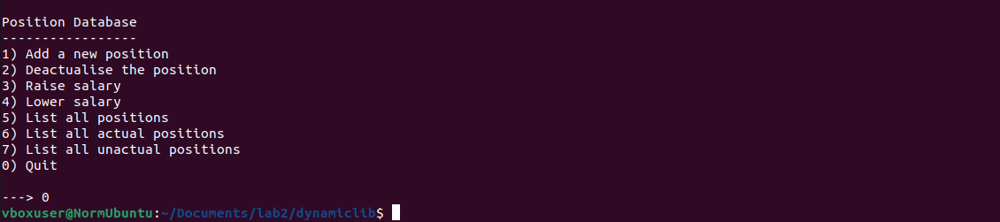 Position Database
-----------------
1) Add a new position
2) Deactualise the position
3) Raise salary
4) Lower salary
5) List all positions
6) List all actual positions
7) List all unactual positions
0) Quit
---> 0
vboxuser@NormUbuntu:~/Documents/lab2/dynamiclib$